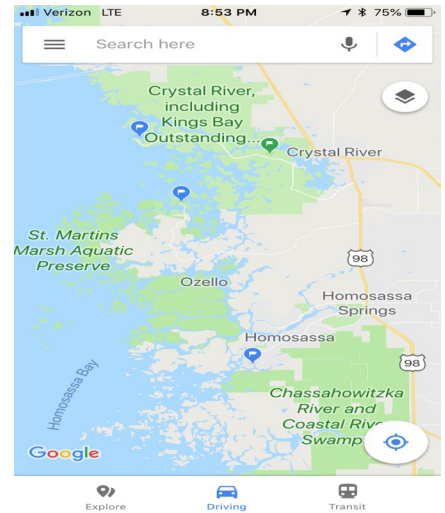 Verizon LTE 8:53 PM 75%
Search here
Crystal River,
including
Kings Bay
Outstanding...
Crystal River
St. Martins
Marsh Aquatic
Preserve
98
Ozello
Homosassa
Springs
Homosassa
98
Homosassa Bay
Chassahowitzka
River and
Coastal Rive
Swamp
Google
Explore Driving Transit